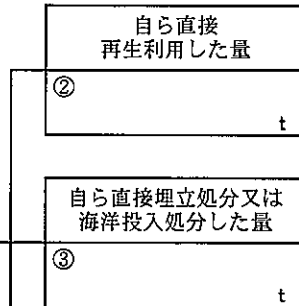 自ら直接
再生利用した量
②
t
自ら直接埋立処分又は
海洋投入処分した量
③
t